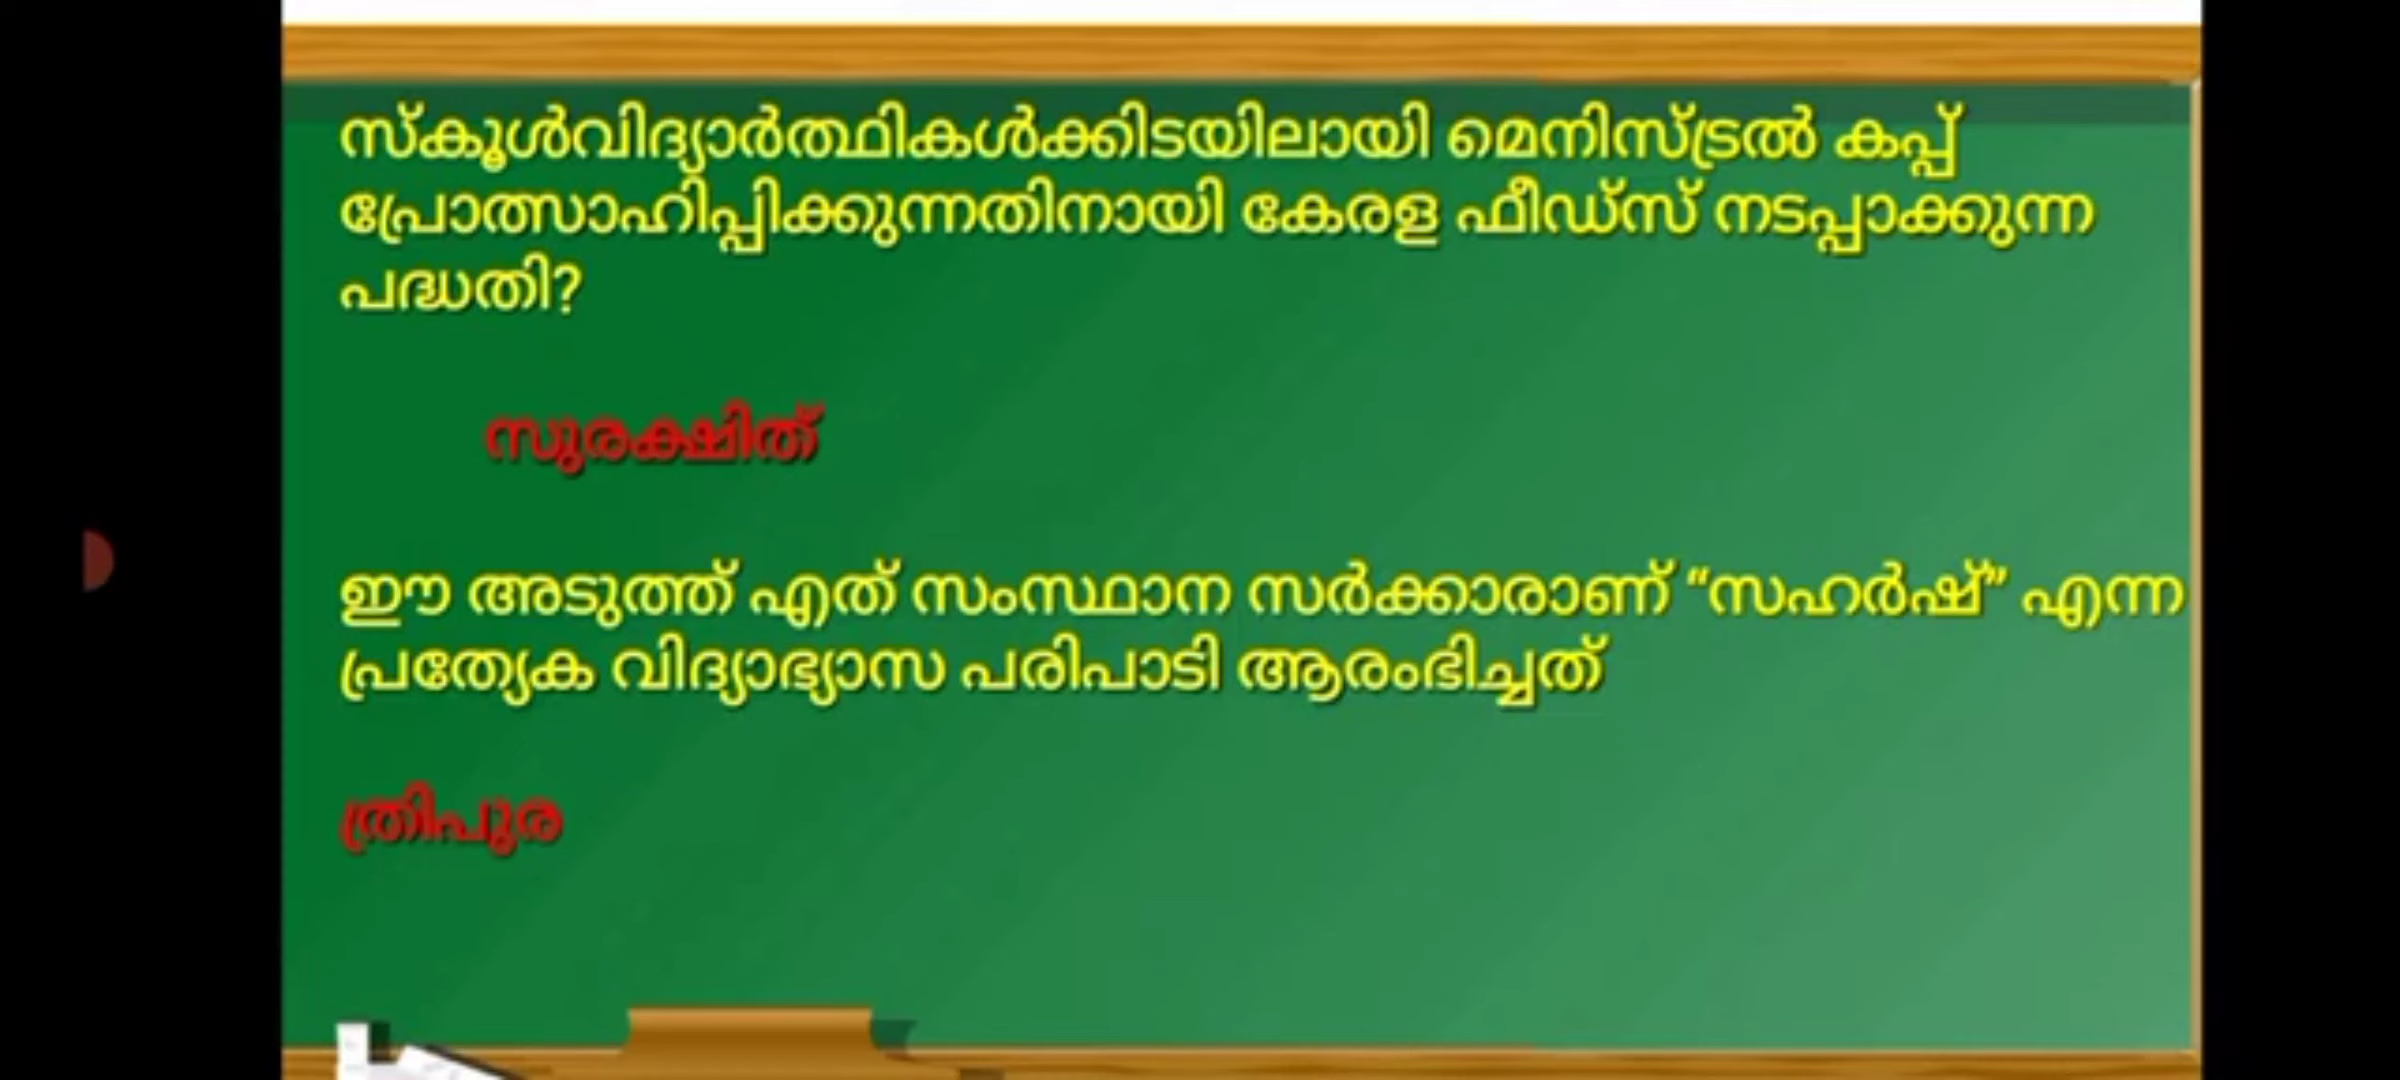 സ്കൂൾവിദ്യാർത്ഥികൾക്കിടയിലായി മെനിസ്ട്രൽ കപ്പ്
പ്രോത്സാഹിപ്പിക്കുന്നതിനായി കേരള ഫീഡ്സ് നടപ്പാക്കുന്ന
പദ്ധതി?
സുരക്ഷിത്
ഈ അടുത്ത് എത് സംസ്ഥാന സർക്കാരാണ് “സഹർഷ്” എന്ന
പ്രത്യേക വിദ്യാഭ്യാസ പരിപാടി ആരംഭിച്ചത്
ത്രിപുര